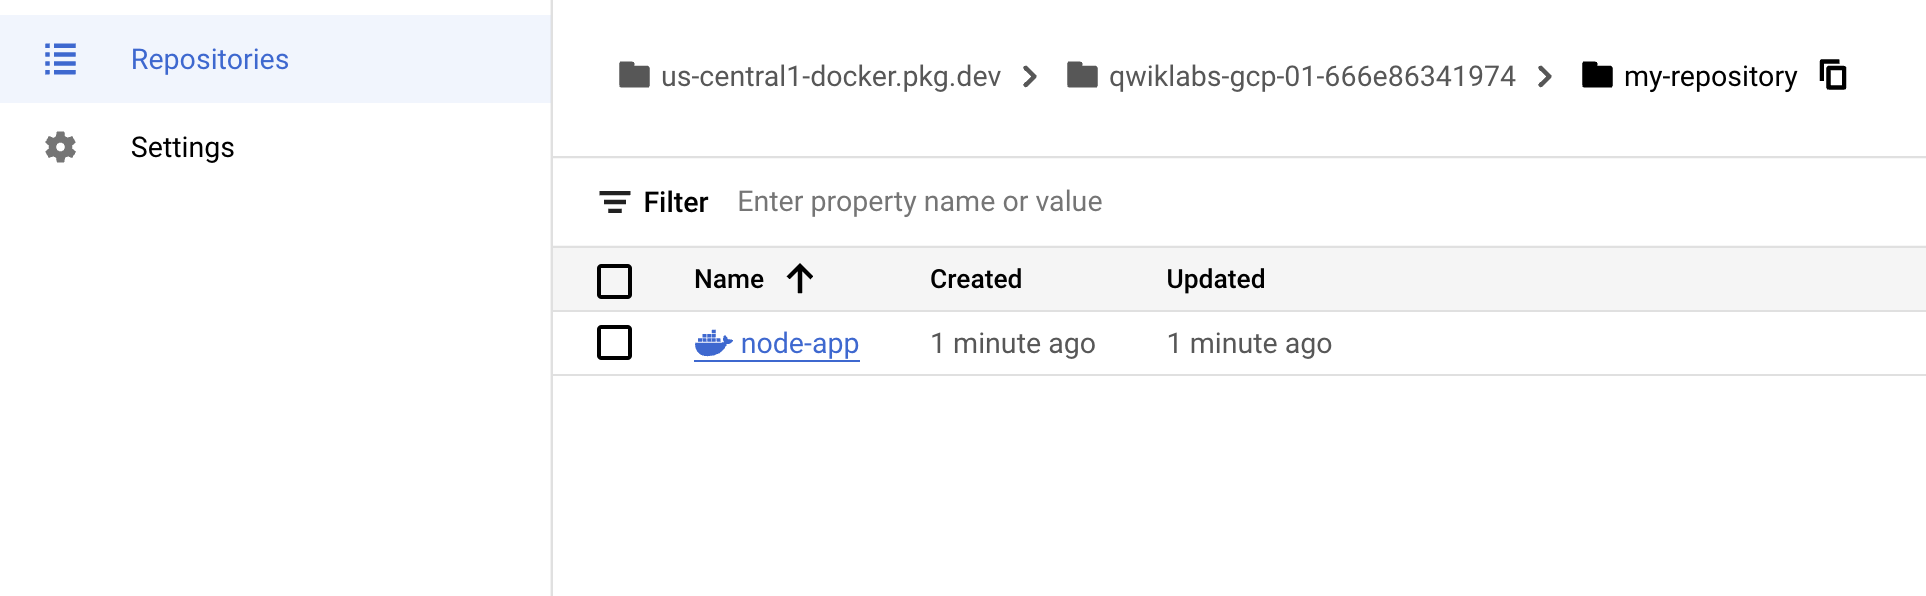 Repositories
Settings
us-central1-docker.pkg.dev qwiklabs-gcp-01-666e86341974 my-repository
Filter Enter property name or value
Name Created Updated
node-app 1 minute ago 1 minute ago